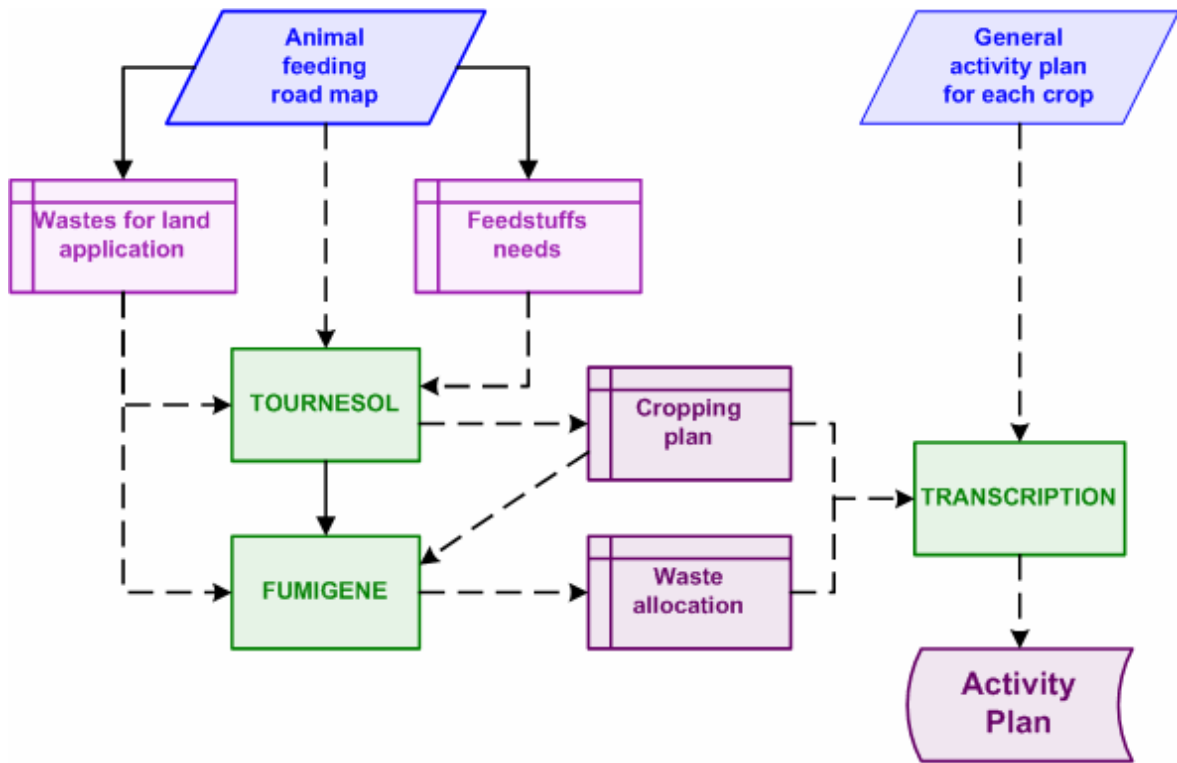 Animal
feeding
road map
General
activity plan
for each crop
Wastes for land
application
Feedstuffs
needs
TOURNESOL
Cropping
plan
TRANSCRIPTION
FUMIGENE
Waste
allocation
Activity
Plan